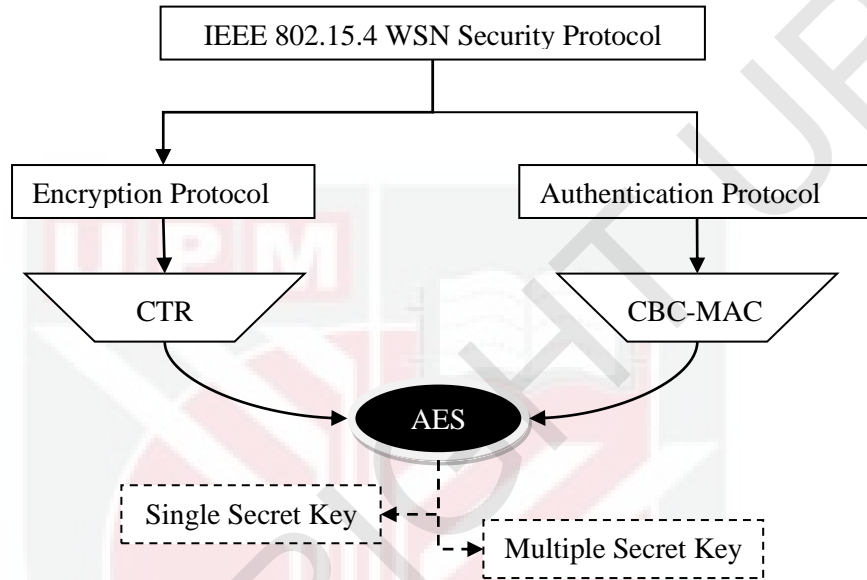 IEEE 802.15.4 WSN Security Protocol
Encryption Protocol
Authentication Protocol
UPM
CTR
CBC-MAC
AES
Single Secret Key
Multiple Secret Key